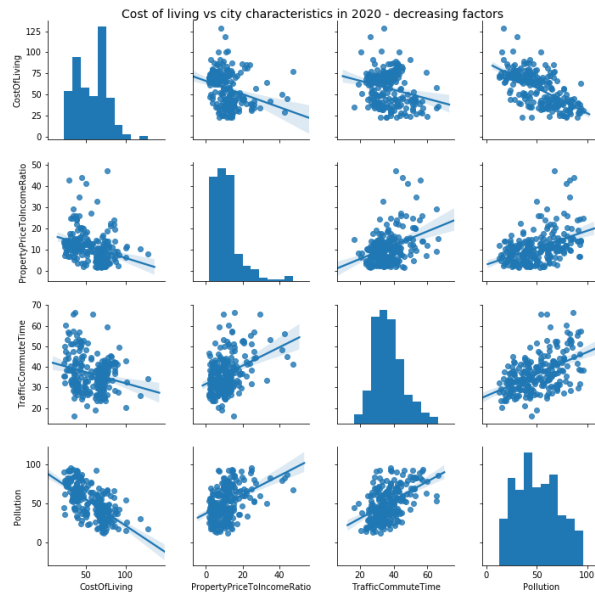 Cost of living vs city characteristics in 2020 - decreasing factors
CostOfLiving
125
100
75
50
25
0
PropertyPriceToIncomeRatio
50
40
30
20
10
0
TrafficCommuteTime
70
60
50
40
30
20
Pollution
100
50
0
50 100
CostOfLiving
0 20 40
PropertyPriceToIncomeRatio
20 40 60
TrafficCommuteTime
0 50 100
Pollution